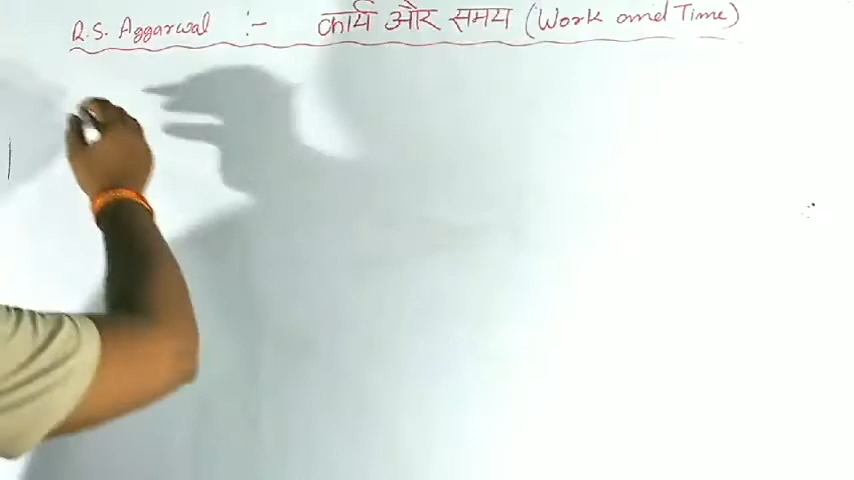 R.S. Aggarwal :- कार्य और समय (Work and Time)